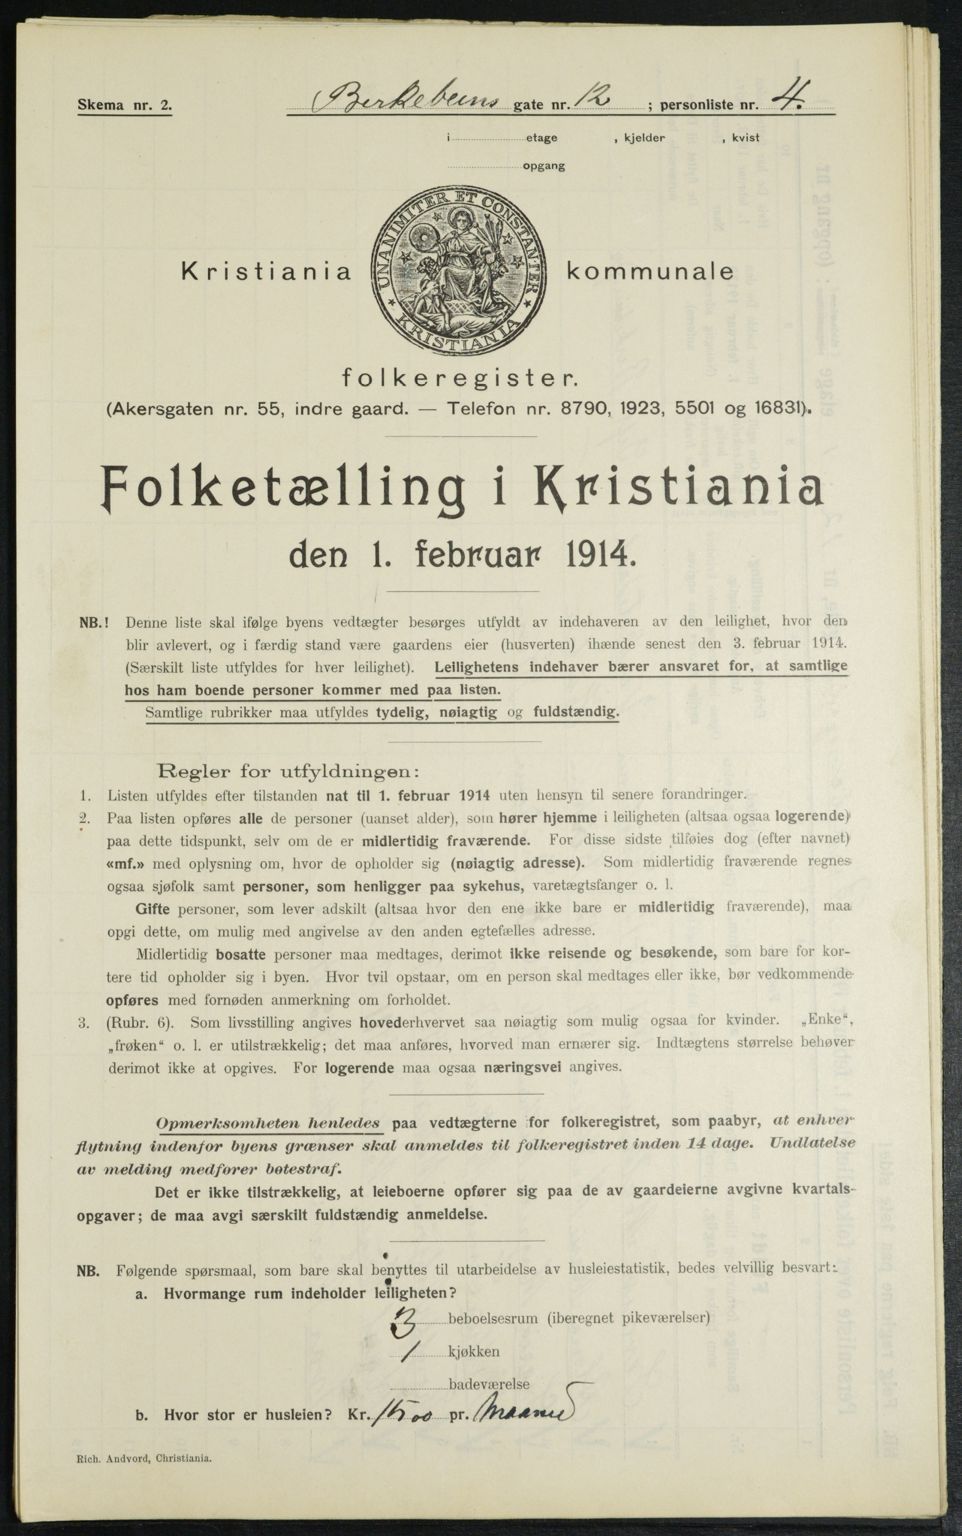 Skema nr. 2.
Birkebeins gate nr. 12 ; personliste nr. 4.
i etage , kjelder , kvist
opgang
UNANIMITER ET CONSTANTER
KRISTIANIA
Kristiania kommunale
folkeregister.
(Akersgaten nr. 55, indre gaard. — Telefon nr. 8790, 1923, 5501 og 16831).
Folketælling i Kristiania
den 1. februar 1914.
NB.! Denne liste skal ifølge byens vedtægter besørges utfyldt av indehaveren av den leilighet, hvor den
blir avlevert, og i færdig stand være gaardens eier (husverten) ihænde senest den 3. februar 1914.
(Særskilt liste utfyldes for hver leilighet). Leilighetens indehaver bærer ansvaret for, at samtlige
hos ham boende personer kommer med paa listen.
Samtlige rubrikker maa utfyldes tydelig, nøiagtig og fuldstændig.
Regler for utfyldningen:
1. Listen utfyldes efter tilstanden nat til 1. februar 1914 uten hensyn til senere forandringer.
2. Paa listen opføres alle de personer (uanset alder), som hører hjemme i leiligheten (altsaa ogsaa logerende)
paa dette tidspunkt, selv om de er midlertidig fraværende. For disse sidste tilføies dog (efter navnet)
«mf.» med oplysning om, hvor de opholder sig (nøiagtig adresse). Som midlertidig fraværende regnes
ogsaa sjøfolk samt personer, som henligger paa sykehus, varetægtsfanger o. l.
Gifte personer, som lever adskilt (altsaa hvor den ene ikke bare er midlertidig fraværende), maa
opgi dette, om mulig med angivelse av den anden egtefælles adresse.
Midlertidig bosatte personer maa medtages, derimot ikke reisende og besøkende, som bare for kor-
tere tid opholder sig i byen. Hvor tvil opstaar, om en person skal medtages eller ikke, bør vedkommende
opføres med fornøden anmerkning om forholdet.
3. (Rubr. 6). Som livsstilling angives hovederhvervet saa nøiagtig som mulig ogsaa for kvinder. „Enke“,
„frøken“ o. l. er utilstrækkelig; det maa anføres, hvorved man ernærer sig. Indtægtens størrelse behøver
derimot ikke at opgives. For logerende maa ogsaa næringsvei angives.
Opmerksomheten henledes paa vedtægterne for folkeregistret, som paabyr, at enhver
flytning indenfor byens grænser skal anmeldes til folkeregistret inden 14 dage. Undlatelse
av melding medfører bøtestraf.
Det er ikke tilstrækkelig, at leieboerne opfører sig paa de av gaardeierne avgivne kvartals-
opgaver; de maa avgi særskilt fuldstændig anmeldelse.
NB. Følgende spørsmaal, som bare skal benyttes til utarbeidelse av husleiestatistik, bedes velvillig besvart:
a. Hvormange rum indeholder leiligheten?
3 beboelsesrum (iberegnet pikeværelser)
1 kjøkken
badeværelse
b. Hvor stor er husleien? Kr. pr. Maaned
Rich. Andvord, Christiania.